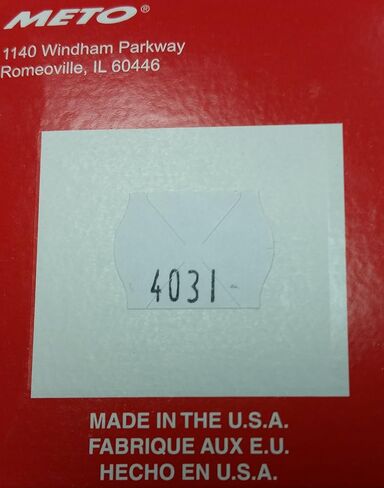 METO®
1140 Windham Parkway
Romeoville, IL 60446
4031
MADE IN THE U.S.A.
FABRIQUE AUX E.U.
HECHO EN U.S.A.